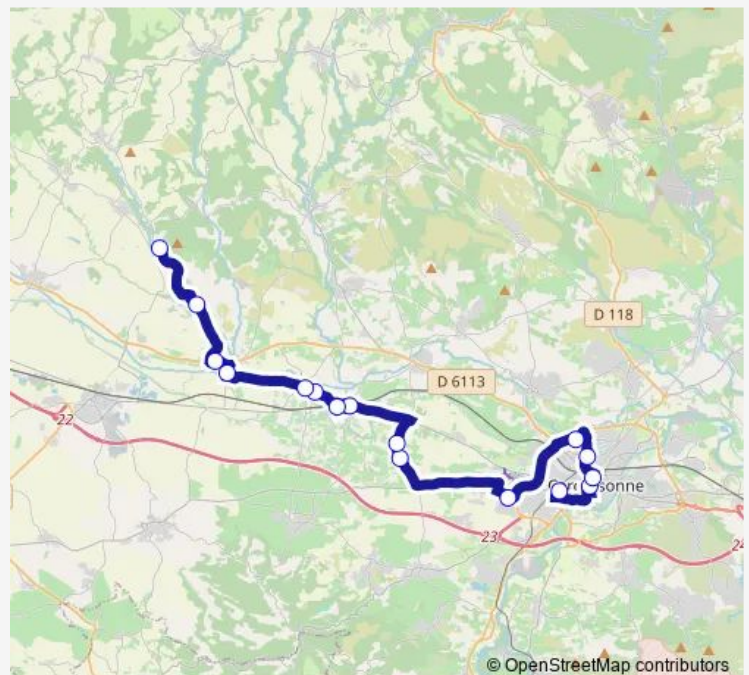 D 118
D 6113
22
Carcassonne
23
24
© OpenStreetMap contributors